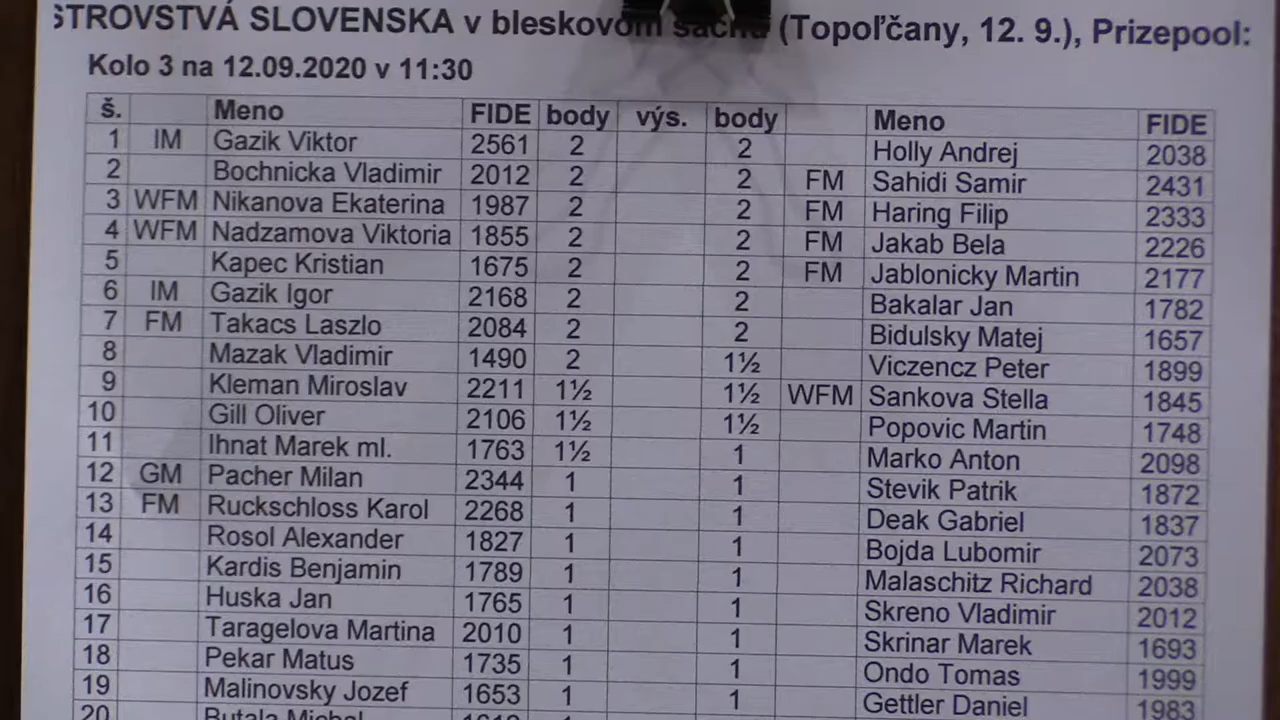 STROVSTVÁ SLOVENSKA v bleskovom šachu (Topoľčany, 12. 9.), Prizepool:
Kolo 3 na 12.09.2020 v 11:30
š. Meno FIDE body výs. body Meno FIDE
1 IM Gazik Viktor 2561 2 2 Holly Andrej 2038
2 Bochnicka Vladimir 2012 2 2 FM Sahidi Samir 2431
3 WFM Nikanova Ekaterina 1987 2 2 FM Haring Filip 2333
4 WFM Nadzamova Viktoria 1855 2 2 FM Jakab Bela 2226
5 Kapec Kristian 1675 2 2 FM Jablonicky Martin 2177
6 IM Gazik Igor 2168 2 2 Bakalar Jan 1782
7 FM Takacs Laszlo 2084 2 2 Bidulsky Matej 1657
8 Mazak Vladimir 1490 2 1½ Viczencz Peter 1899
9 Kleman Miroslav 2211 1½ 1½ WFM Sankova Stella 1845
10 Gill Oliver 2106 1½ 1½ Popovic Martin 1748
11 Ihnat Marek ml. 1763 1½ 1 Marko Anton 2098
12 GM Pacher Milan 2344 1 1 Stevik Patrik 1872
13 FM Ruckschloss Karol 2268 1 1 Deak Gabriel 1837
14 Rosol Alexander 1827 1 1 Bojda Lubomir 2073
15 Kardis Benjamin 1789 1 1 Malaschitz Richard 2038
16 Huska Jan 1765 1 1 Skreno Vladimir 2012
17 Taragelova Martina 2010 1 1 Skrinar Marek 1693
18 Pekar Matus 1735 1 1 Ondo Tomas 1999
19 Malinovsky Jozef 1653 1 1 Gettler Daniel 1983
20